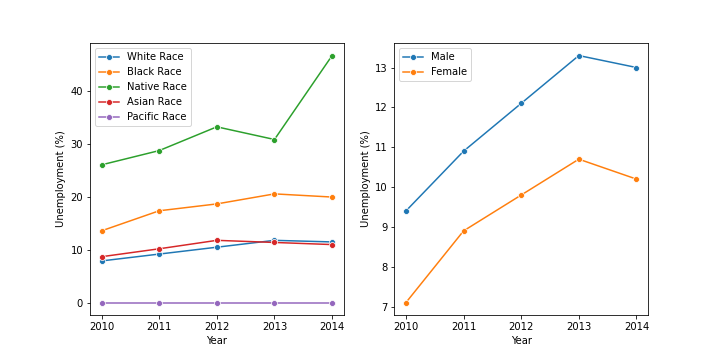 White Race
Black Race
Native Race
Asian Race
Pacific Race
40
30
20
10
0
Unemployment (%)
2010 2011 2012 2013 2014
Year
Male
Female
13
12
11
10
9
8
7
Unemployment (%)
2010 2011 2012 2013 2014
Year